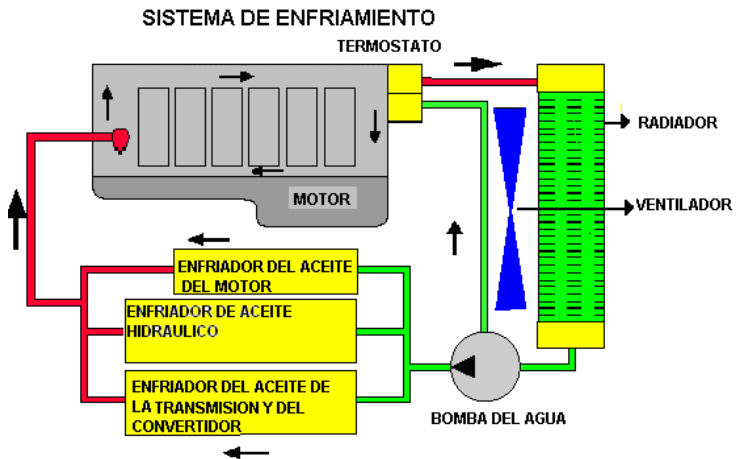 SISTEMA DE ENFRIAMIENTO
TERMOSTATO
RADIADOR
MOTOR
VENTILADOR
ENFRIADOR DEL ACEITE
DEL MOTOR
ENFRIADOR DE ACEITE
HIDRAULICO
ENFRIADOR DEL ACEITE DE
LA TRANSMISION Y DEL
CONVERTIDOR
BOMBA DEL AGUA